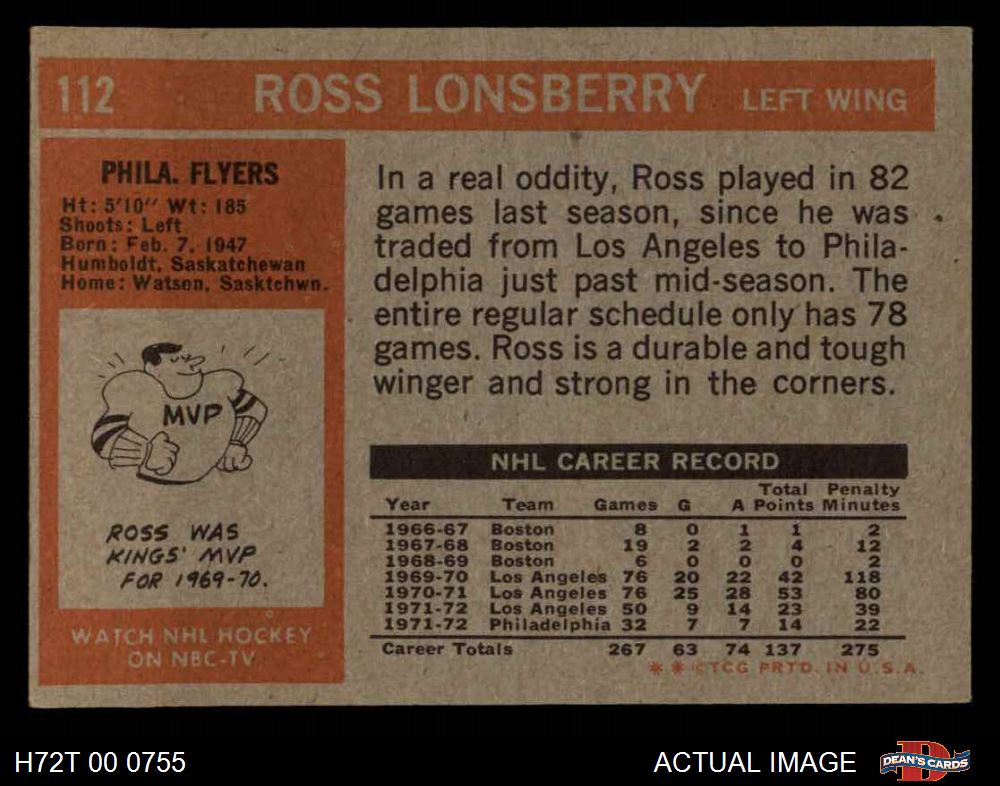 112 ROSS LONSBERRY LEFT WING
PHILA. FLYERS
Ht: 5'10" Wt: 185
Shoots: Left
Born: Feb. 7, 1947
Humboldt, Saskatchewan
Home: Watson, Sasktchwn.
MVP
ROSS WAS
KINGS' MVP
FOR 1969-70.
WATCH NHL HOCKEY
ON NBC-TV
In a real oddity, Ross played in 82
games last season, since he was
traded from Los Angeles to Phila-
delphia just past mid-season. The
entire regular schedule only has 78
games. Ross is a durable and tough
winger and strong in the corners.
NHL CAREER RECORD
Total Penalty
Year Team Games G A Points Minutes
1966-67 Boston 8 0 1 1 2
1967-68 Boston 19 2 2 4 12
1968-69 Boston 6 0 0 0 2
1969-70 Los Angeles 76 20 22 42 118
1970-71 Los Angeles 76 25 28 53 80
1971-72 Los Angeles 50 9 14 23 39
1971-72 Philadelphia 32 7 7 14 22
Career Totals 267 63 74 137 275
* * ©TCG PRTD. IN U.S.A.
H72T 00 0755 ACTUAL IMAGE
D
DEAN'S CARDS